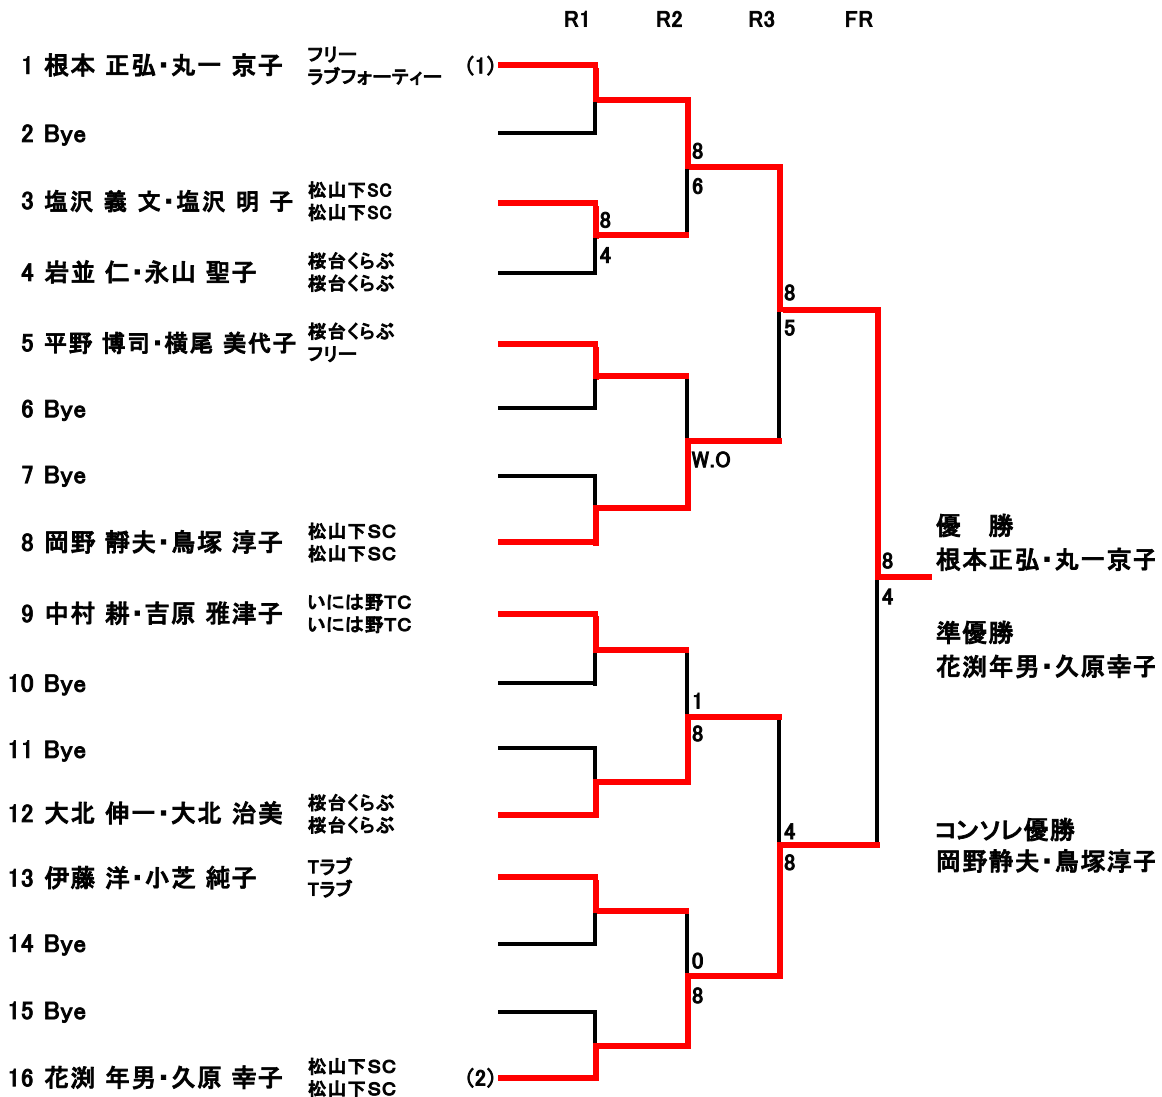 R1 R2 R3 FR
1 根本 正弘・丸一 京子 フリー (1)
ラブフォーティー
2 Bye
8
6
3 塩沢 義 文・塩沢 明 子 松山下SC
松山下SC
8
4
4 岩並 仁・永山 聖子 桜台くらぶ
桜台くらぶ
8
5
5 平野 博司・横尾 美代子 桜台くらぶ
フリー
6 Bye
W.O
7 Bye
8 岡野 靜夫・鳥塚 淳子 松山下SC
松山下SC
優 勝
根本正弘・丸一京子
8
4
9 中村 耕・吉原 雅津子 いには野TC
いには野TC
準優勝
花渕年男・久原幸子
10 Bye
1
8
11 Bye
12 大北 伸一・大北 治美 桜台くらぶ
桜台くらぶ
4
8
コンソレ優勝
岡野静夫・鳥塚淳子
13 伊藤 洋・小芝 純子 Tラブ
Tラブ
14 Bye
0
8
15 Bye
16 花渕 年男・久原 幸子 松山下SC (2)
松山下SC